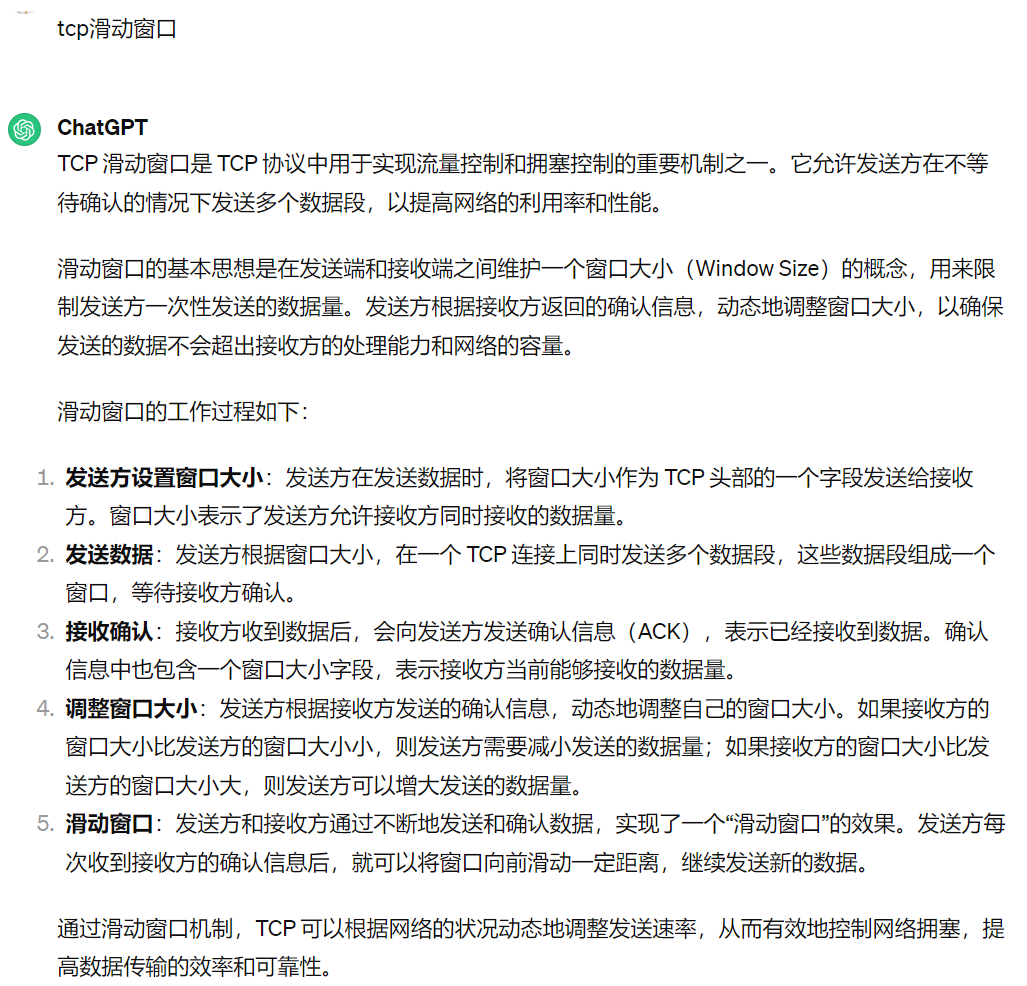 tcp滑动窗口
ChatGPT
TCP 滑动窗口是 TCP 协议中用于实现流量控制和拥塞控制的重要机制之一。它允许发送方在不等
待确认的情况下发送多个数据段，以提高网络的利用率和性能。
滑动窗口的基本思想是在发送端和接收端之间维护一个窗口大小（Window Size）的概念，用来限
制发送方一次性发送的数据量。发送方根据接收方返回的确认信息，动态地调整窗口大小，以确保
发送的数据不会超出接收方的处理能力和网络的容量。
滑动窗口的工作过程如下：
1. 发送方设置窗口大小：发送方在发送数据时，将窗口大小作为 TCP 头部的一个字段发送给接收
方。窗口大小表示了发送方允许接收方同时接收的数据量。
2. 发送数据：发送方根据窗口大小，在一个 TCP 连接上同时发送多个数据段，这些数据段组成一个
窗口，等待接收方确认。
3. 接收确认：接收方收到数据后，会向发送方发送确认信息（ACK），表示已经接收到数据。确认
信息中也包含一个窗口大小字段，表示接收方当前能够接收的数据量。
4. 调整窗口大小：发送方根据接收方发送的确认信息，动态地调整自己的窗口大小。如果接收方的
窗口大小比发送方的窗口大小小，则发送方需要减小发送的数据量；如果接收方的窗口大小比发
送方的窗口大小大，则发送方可以增大发送的数据量。
5. 滑动窗口：发送方和接收方通过不断地发送和确认数据，实现了一个“滑动窗口”的效果。发送方每
次收到接收方的确认信息后，就可以将窗口向前滑动一定距离，继续发送新的数据。
通过滑动窗口机制，TCP 可以根据网络的状况动态地调整发送速率，从而有效地控制网络拥塞，提
高数据传输的效率和可靠性。